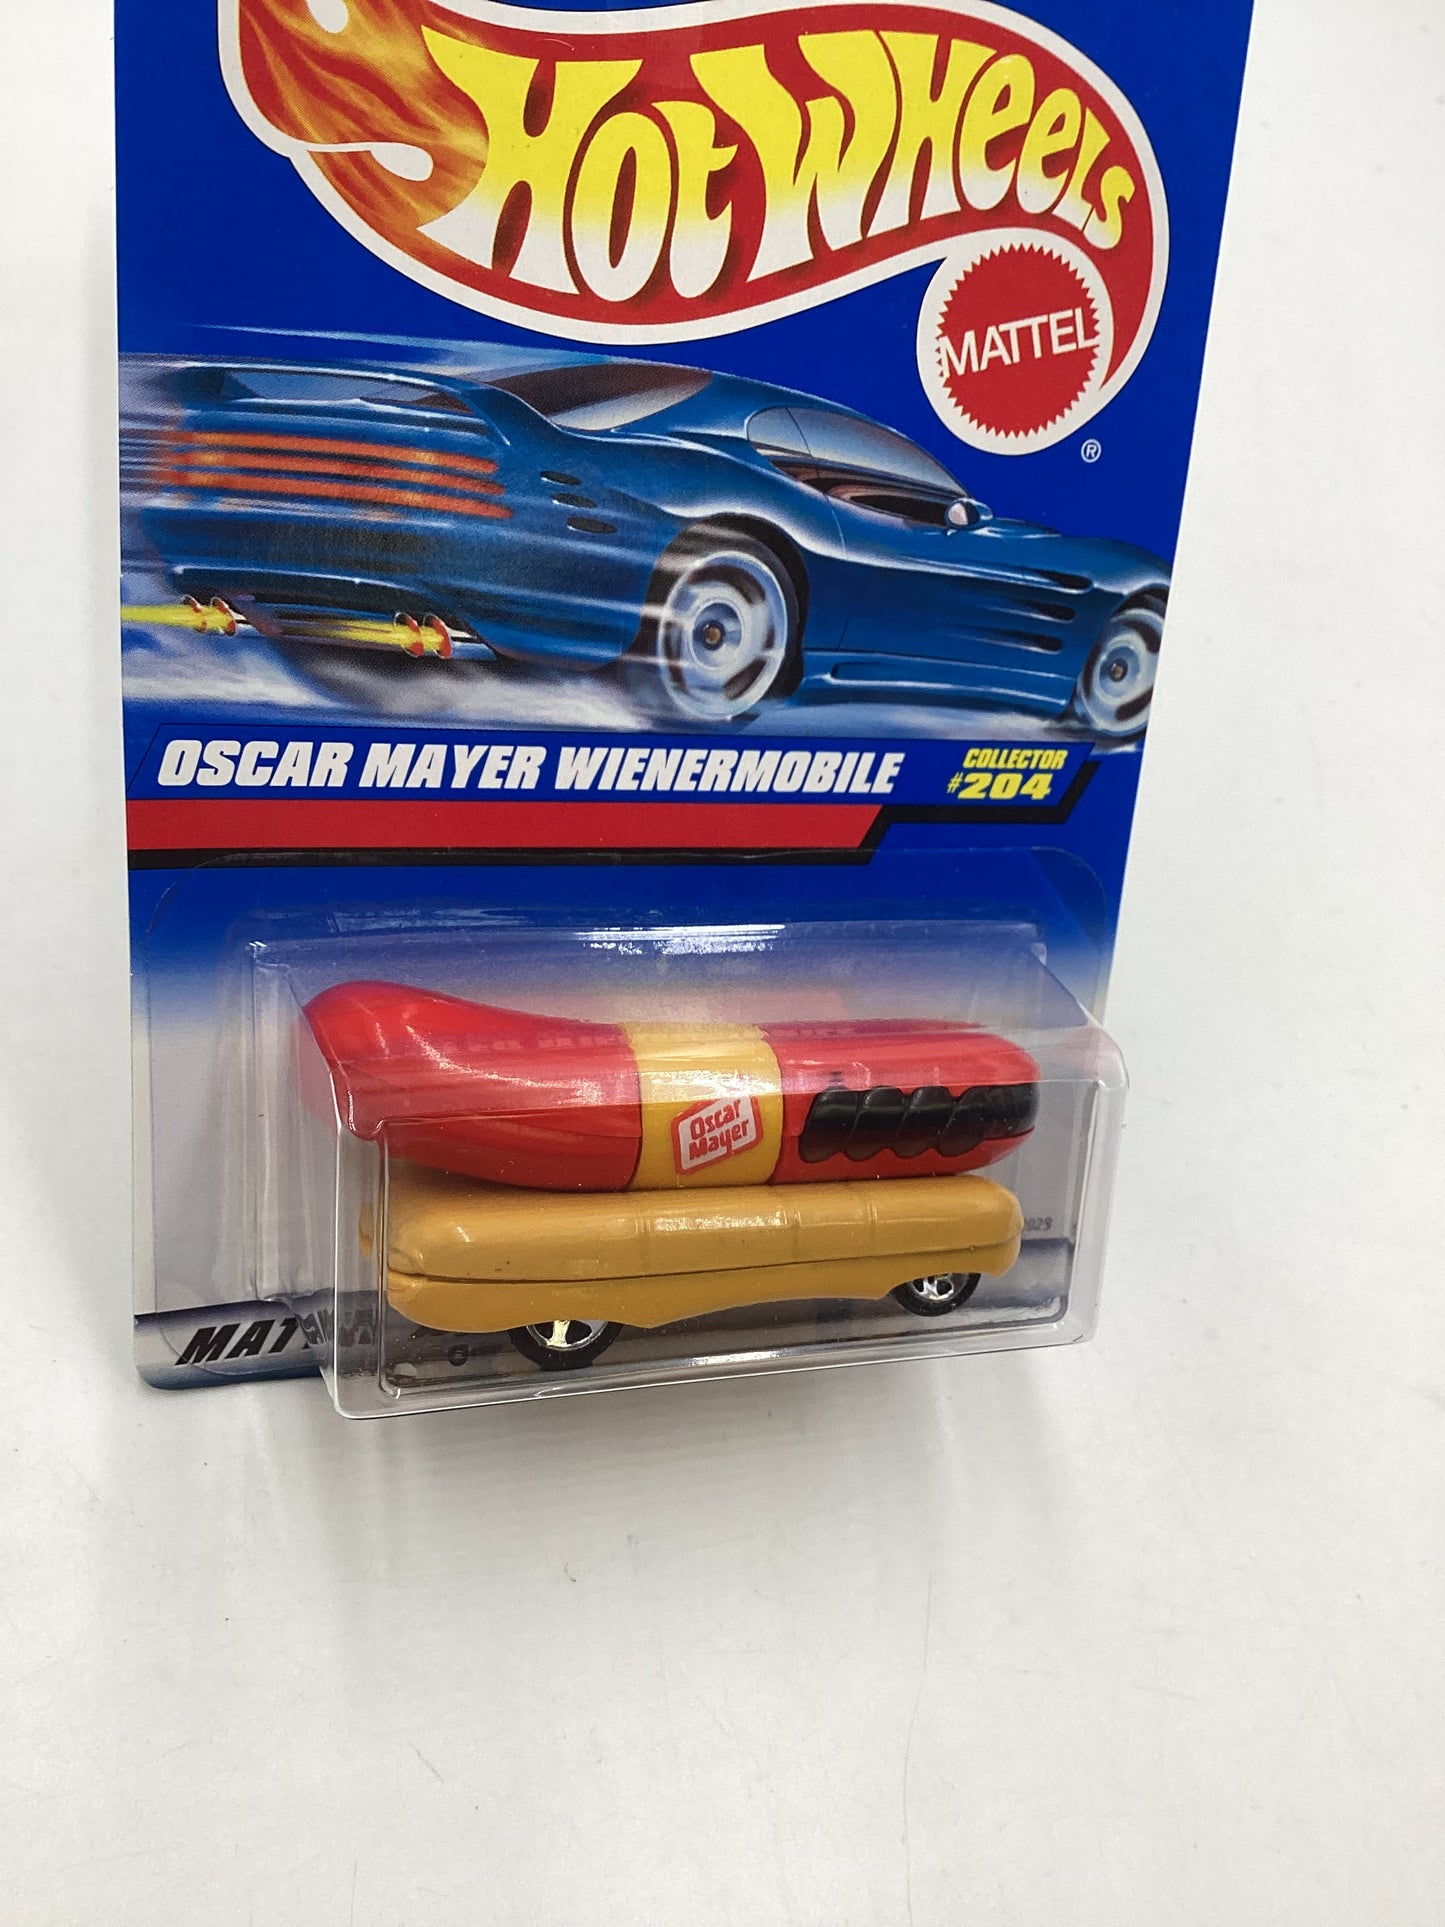 Hot Wheels
MATTEL
®
OSCAR MAYER WIENERMOBILE
COLLECTOR
#204
Oscar
Mayer